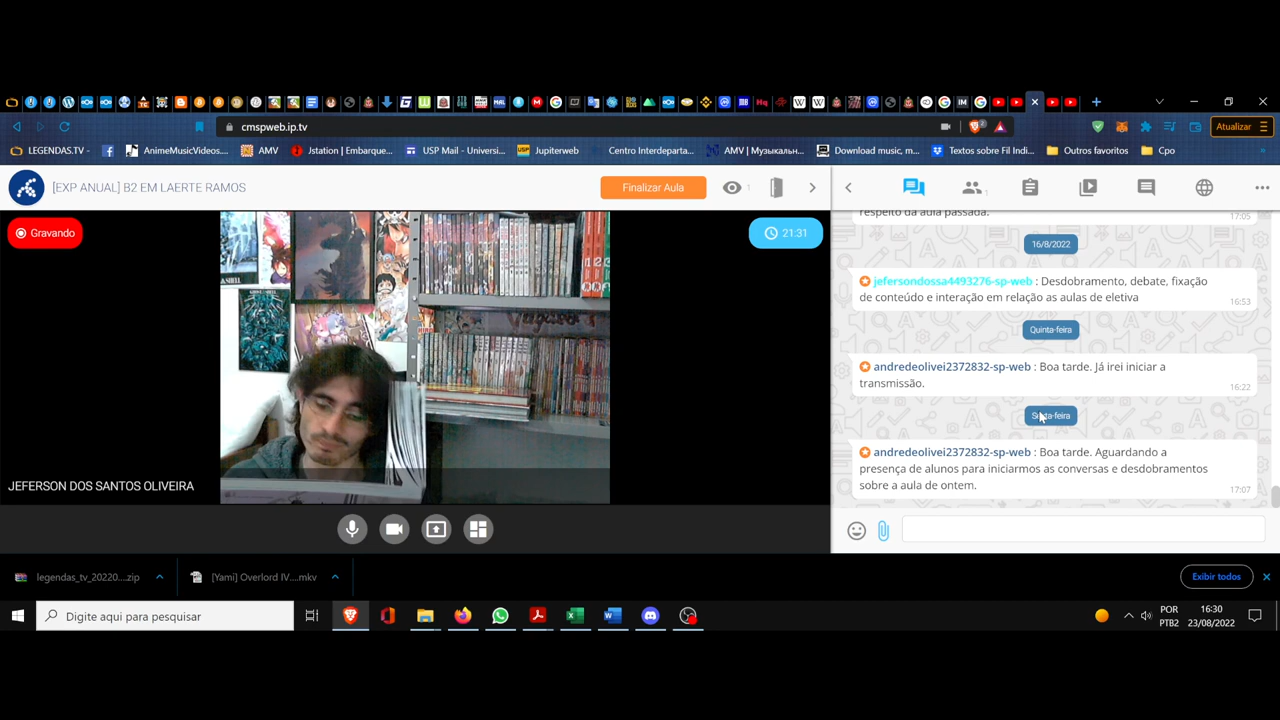 cmspweb.ip.tv
2
Atualizar
LEGENDAS.TV
AnimeMusicVideos...
AMV
Jstation | Embarque...
USP Mail - Universi...
Jupiterweb
Centro Interdeparta...
AMV | Музыкальн...
Download music, m...
Textos sobre Fil Indi...
Outros favoritos
Cpo
[EXP ANUAL] B2 EM LAERTE RAMOS
Finalizar Aula
1
1
Gravando
21:31
JEFERSON DOS SANTOS OLIVEIRA
respeito da aula passada.
17:05
16/8/2022
jefersondossa4493276-sp-web : Desdobramento, debate, fixação
de conteúdo e interação em relação as aulas de eletiva
16:53
Quinta-feira
andredeolivei2372832-sp-web : Boa tarde. Já irei iniciar a
transmissão.
16:22
Sexta-feira
andredeolivei2372832-sp-web : Boa tarde. Aguardando a
presença de alunos para iniciarmos as conversas e desdobramentos
sobre a aula de ontem.
17:07
legendas_tv_20220....zip
[Yami] Overlord IV....mkv
Exibir todos
Digite aqui para pesquisar
POR
PTB2
16:30
23/08/2022